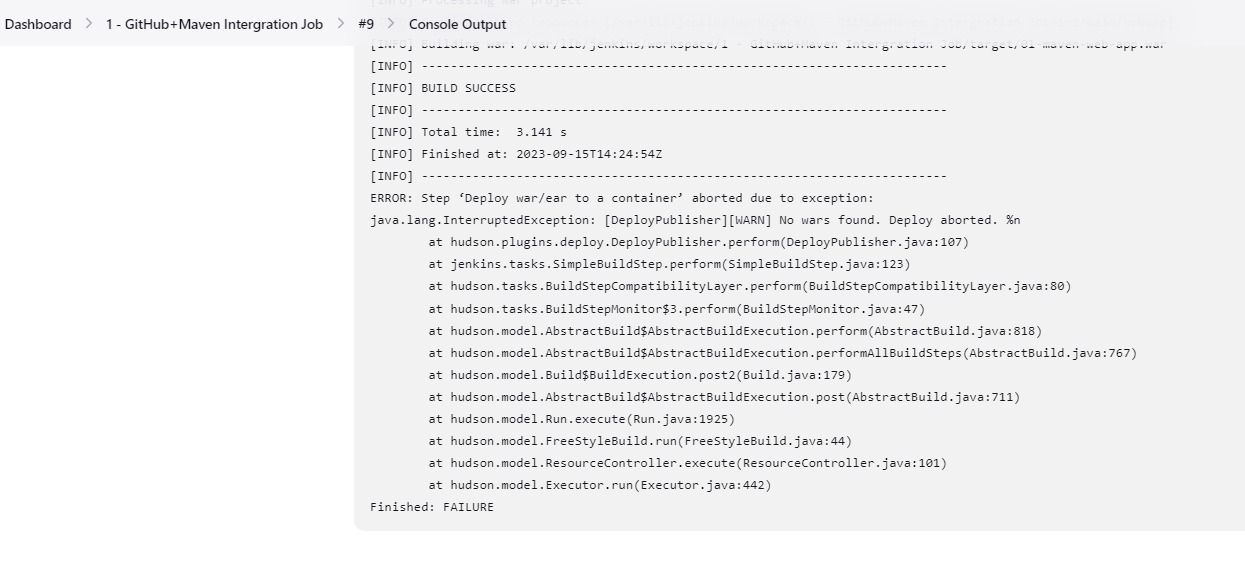 Dashboard > 1 - GitHub+Maven Intergration Job > #9 > Console Output
[INFO] Processing war project
[INFO] Building war: /var/lib/jenkins/workspace/1 - GitHub+Maven Intergration Job/target/01-maven-web-app.war
[INFO] ------------------------------------------------------------------------
[INFO] BUILD SUCCESS
[INFO] ------------------------------------------------------------------------
[INFO] Total time:  3.141 s
[INFO] Finished at: 2023-09-15T14:24:54Z
[INFO] ------------------------------------------------------------------------
ERROR: Step ‘Deploy war/ear to a container’ aborted due to exception:
java.lang.InterruptedException: [DeployPublisher][WARN] No wars found. Deploy aborted. %n
	at hudson.plugins.deploy.DeployPublisher.perform(DeployPublisher.java:107)
	at jenkins.tasks.SimpleBuildStep.perform(SimpleBuildStep.java:123)
	at hudson.tasks.BuildStepCompatibilityLayer.perform(BuildStepCompatibilityLayer.java:80)
	at hudson.tasks.BuildStepMonitor$3.perform(BuildStepMonitor.java:47)
	at hudson.model.AbstractBuild$AbstractBuildExecution.perform(AbstractBuild.java:818)
	at hudson.model.AbstractBuild$AbstractBuildExecution.performAllBuildSteps(AbstractBuild.java:767)
	at hudson.model.Build$BuildExecution.post2(Build.java:179)
	at hudson.model.AbstractBuild$AbstractBuildExecution.post(AbstractBuild.java:711)
	at hudson.model.Run.execute(Run.java:1925)
	at hudson.model.FreeStyleBuild.run(FreeStyleBuild.java:44)
	at hudson.model.ResourceController.execute(ResourceController.java:101)
	at hudson.model.Executor.run(Executor.java:442)
Finished: FAILURE